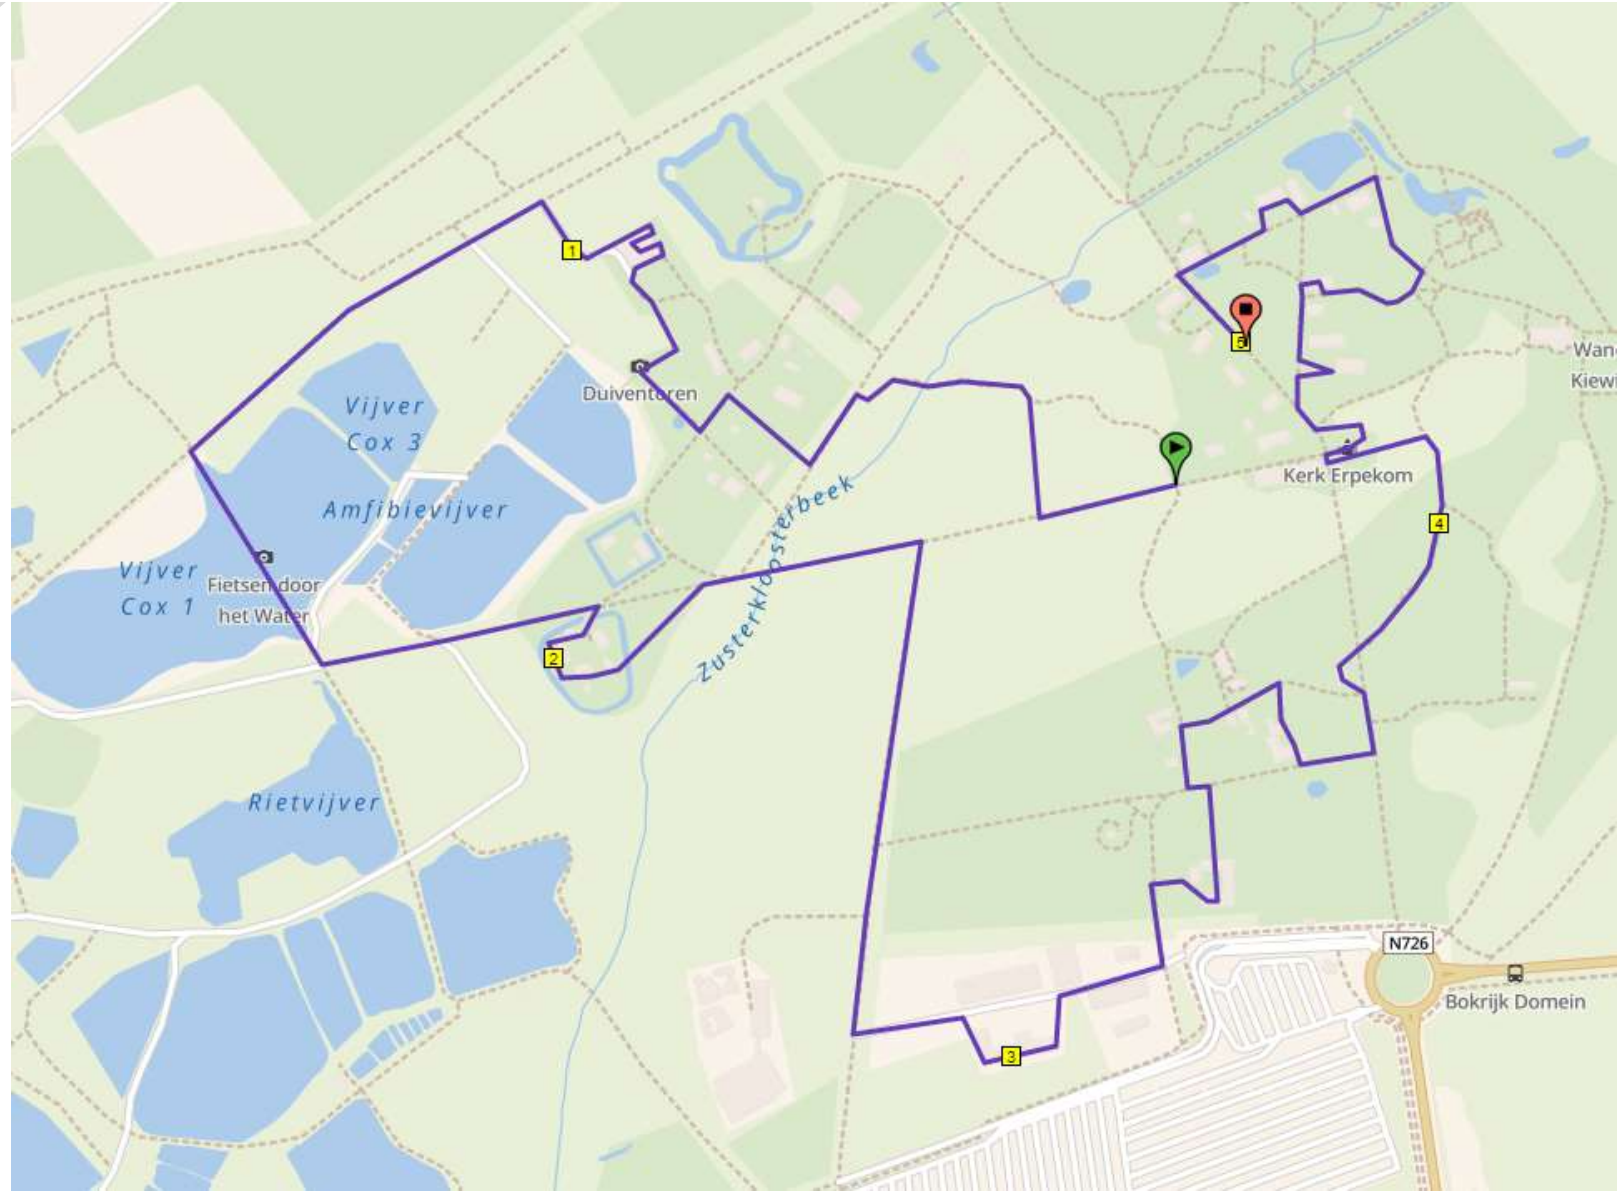 1
Duiventoren
Vijver
Cox 3
Amfibievijver
Vijver
Cox 1
Fietsen door
het Water
2
Zusterkloosterbeek
Rietvijver
5
Kerk Erpekom
4
N726
Bokrijk Domein
3